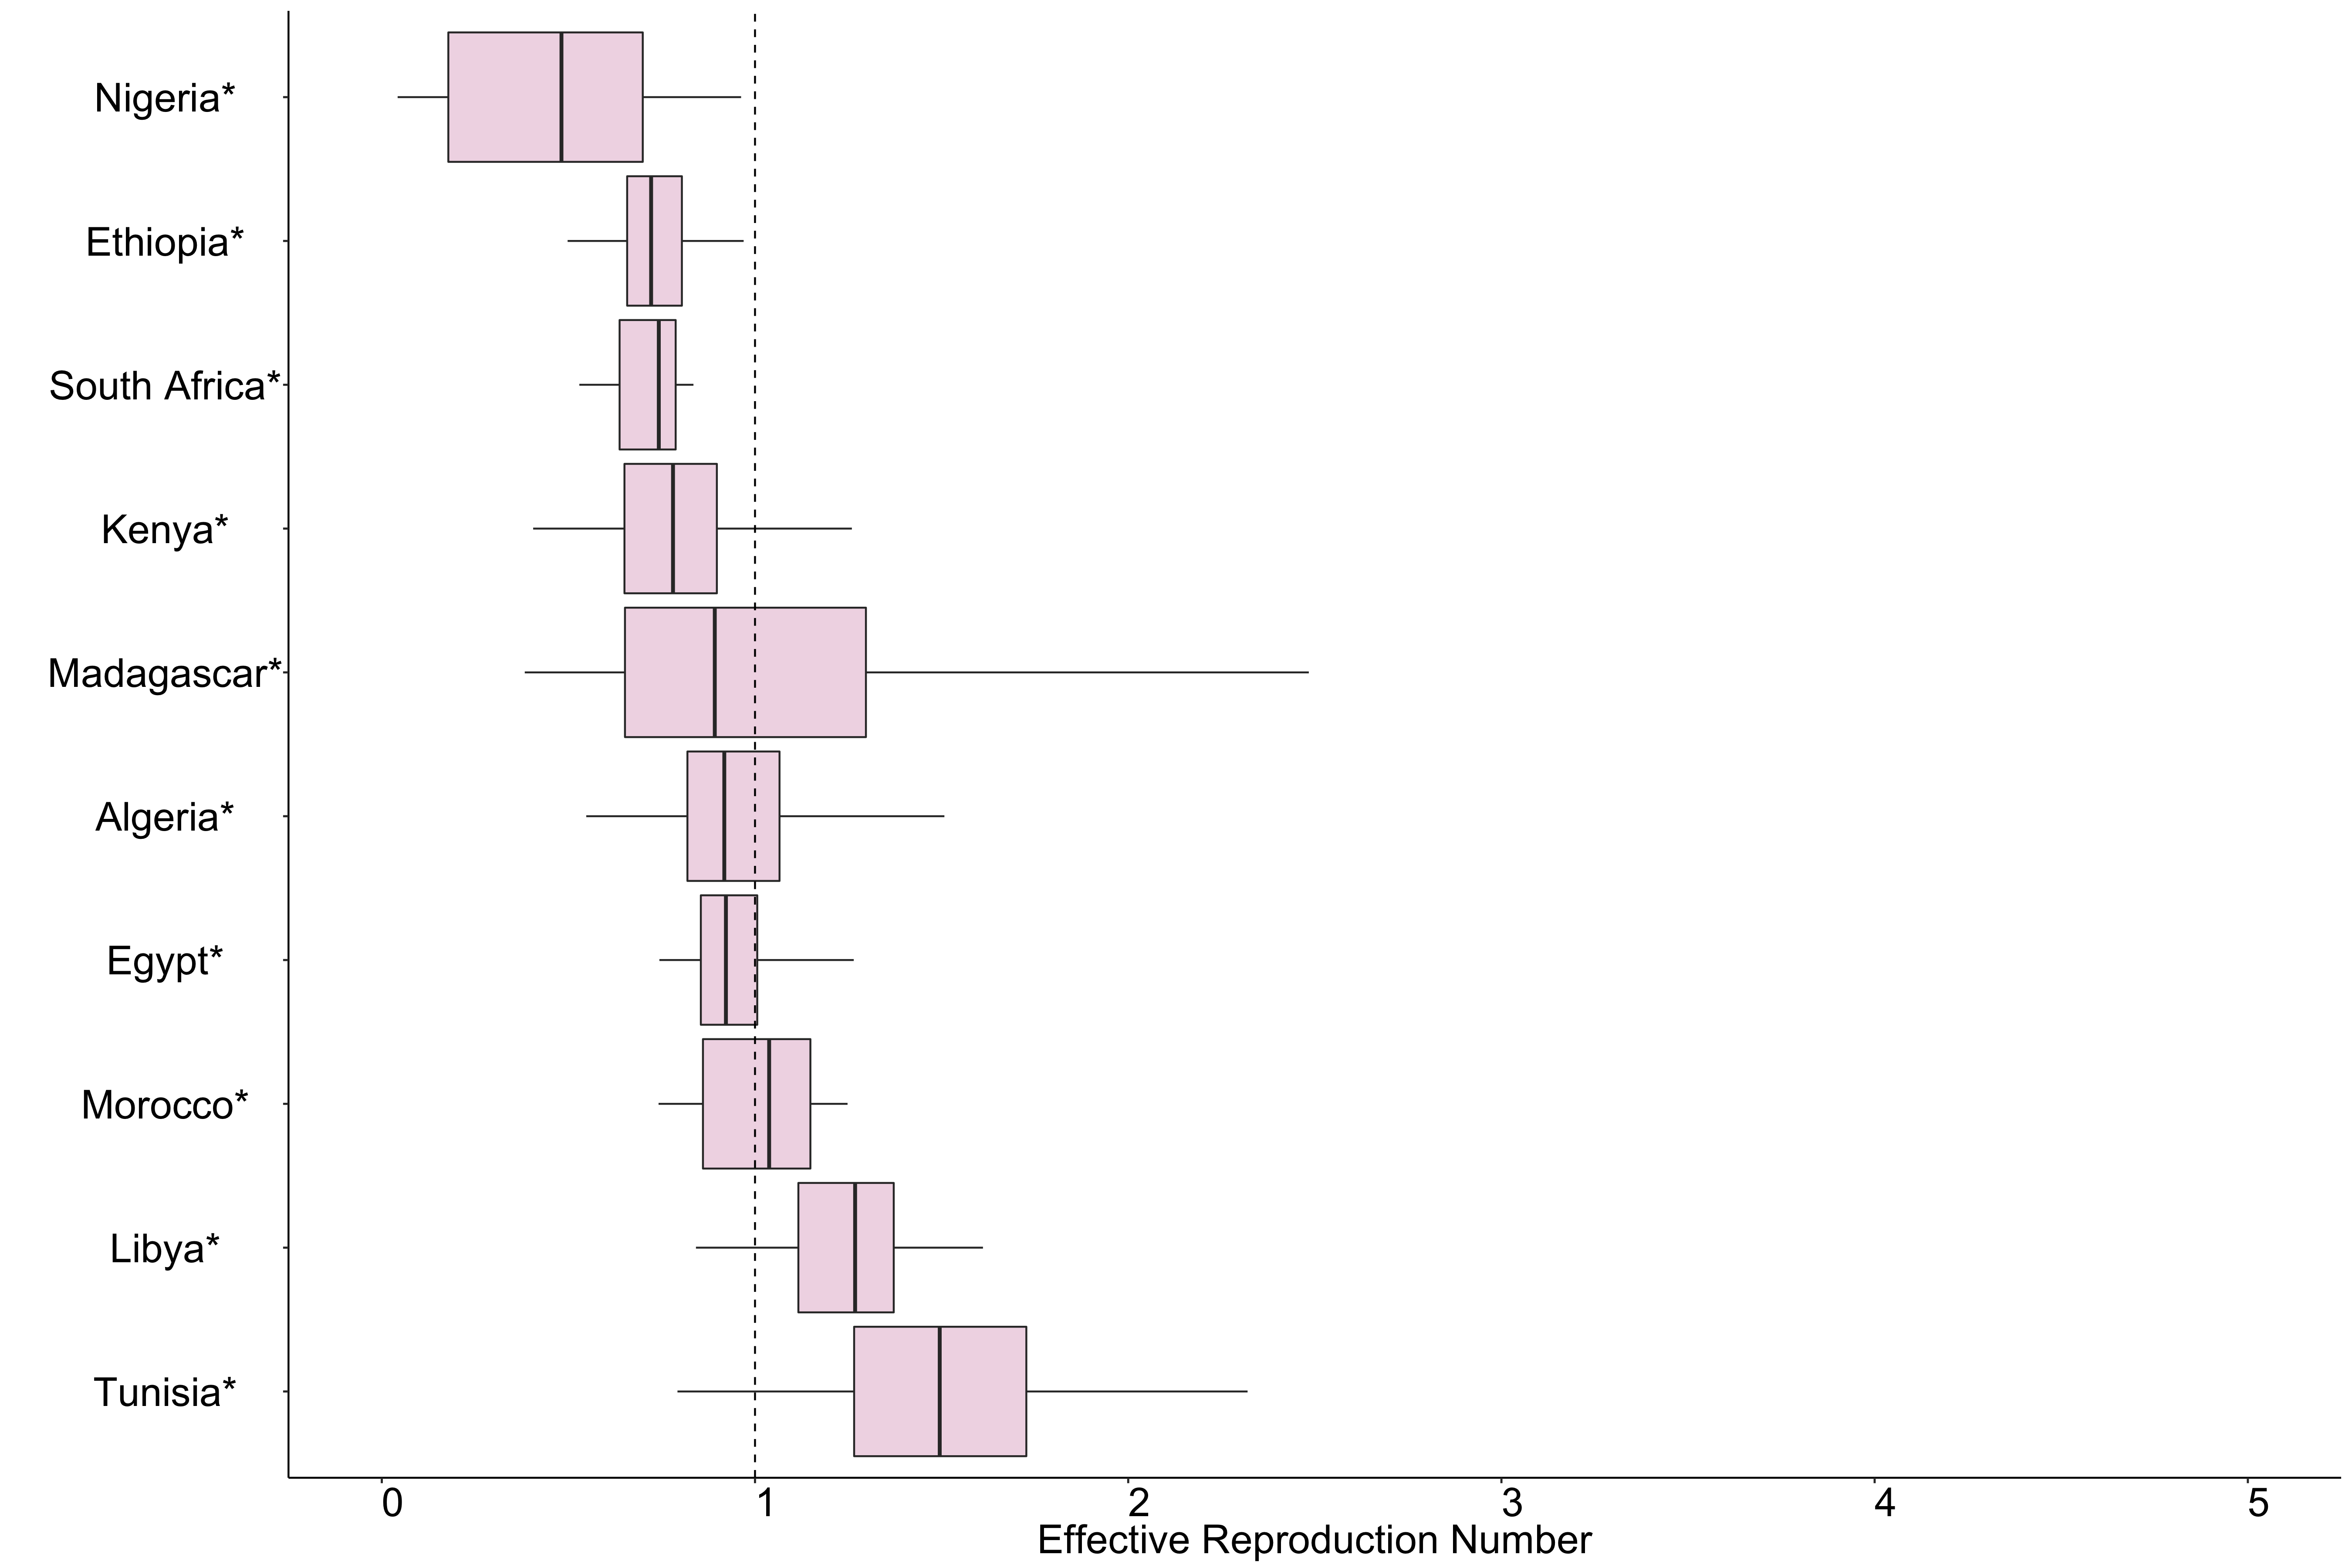 Nigeria*
Ethiopia*
South Africa*
Kenya*
Madagascar*
Algeria*
Egypt*
Morocco*
Libya*
Tunisia*
0 1 2 3 4 5
Effective Reproduction Number